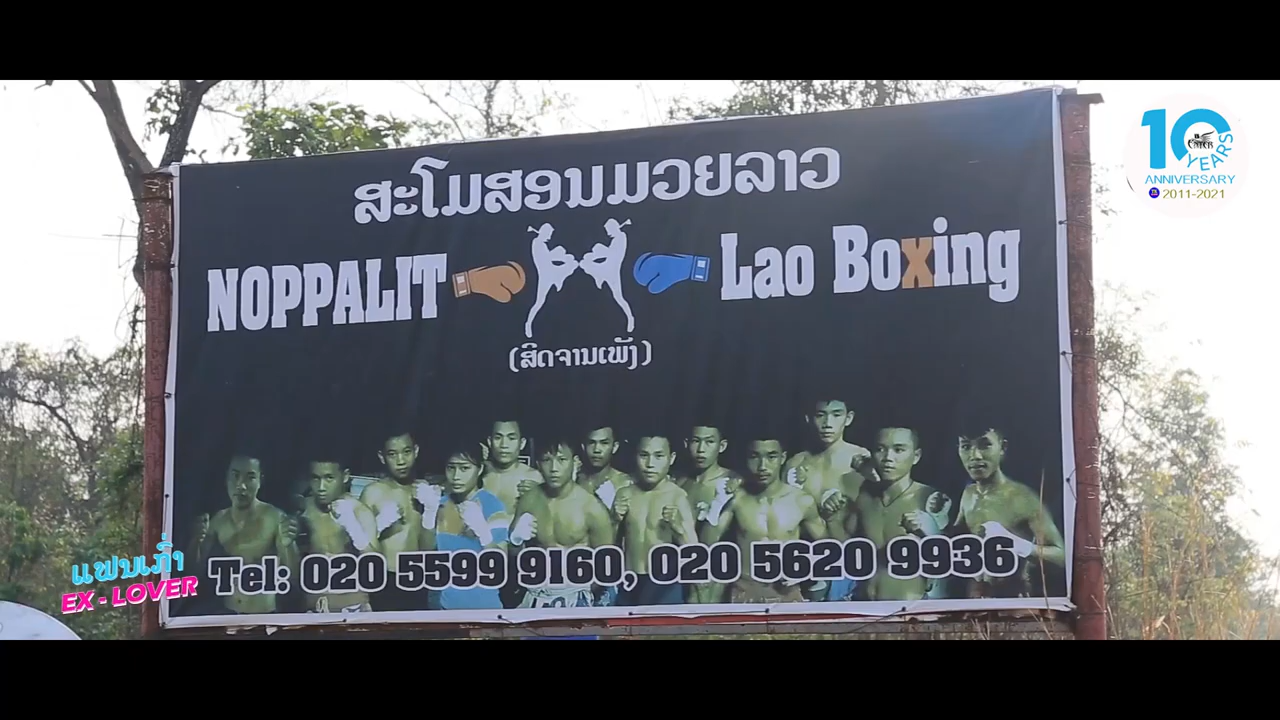 ສະໂມສອນມວຍລາວ
NOPPALIT Lao Boxing
(ສິດຈານເພັງ)
Tel: 020 5599 9160, 020 5620 9936
10 YEARS
ANNIVERSARY
2011-2021
ແຟນເກົ່າ
EX - LOVER